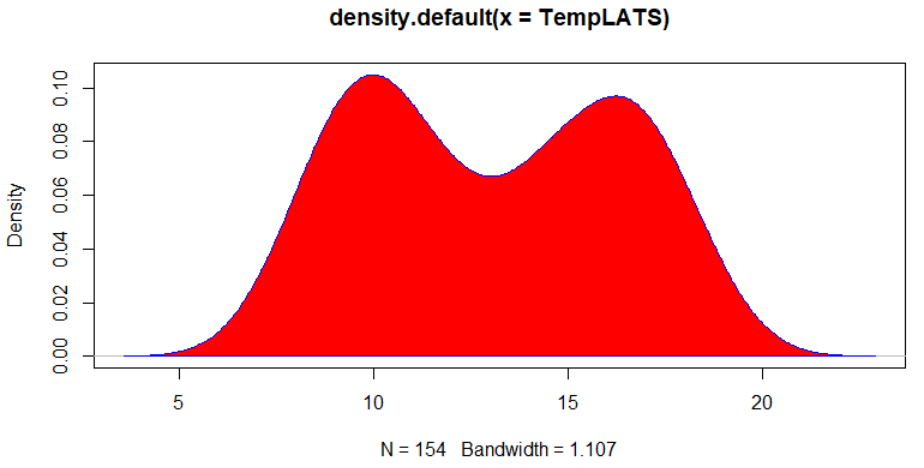 density.default(x = TempLATS)
Density
0.10
0.08
0.06
0.04
0.02
0.00
5 10 15 20
N = 154 Bandwidth = 1.107